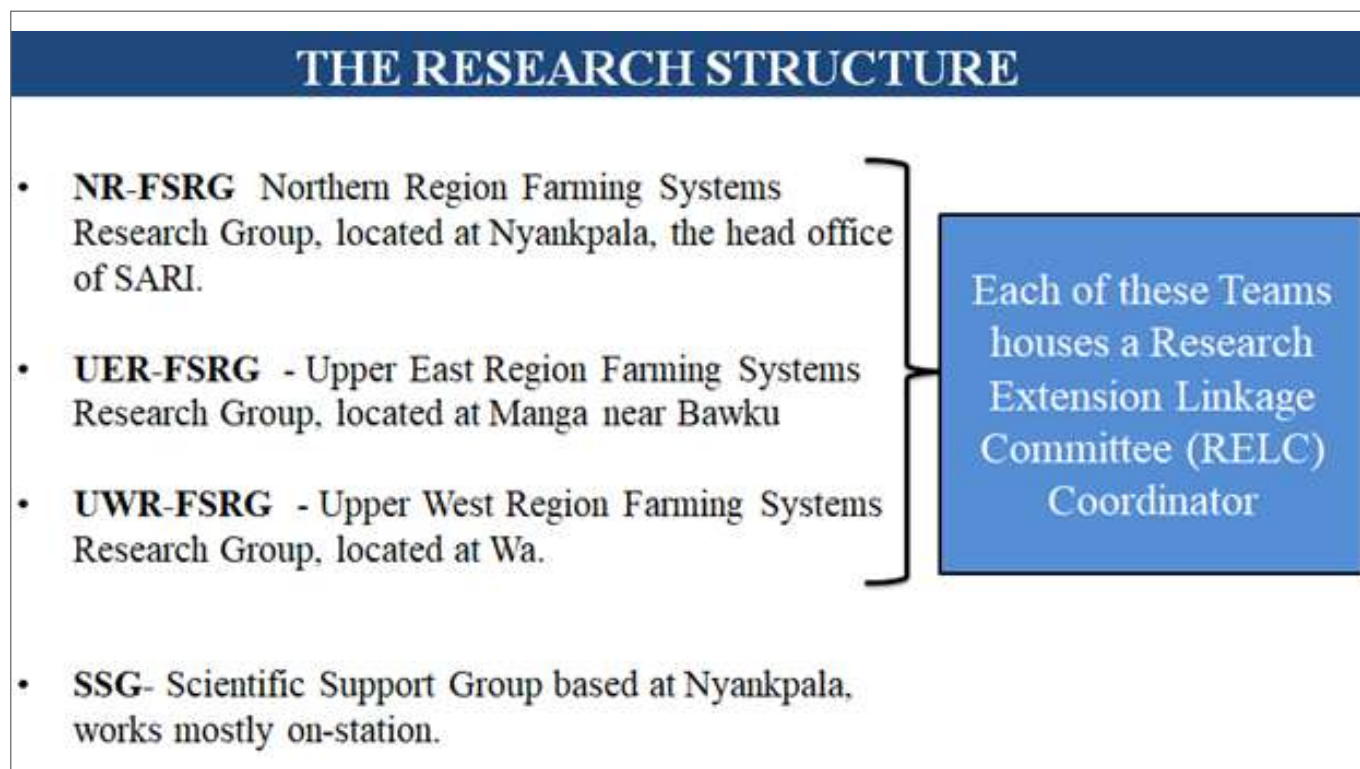 THE RESEARCH STRUCTURE
• NR-FSRG Northern Region Farming Systems
Research Group, located at Nyankpala, the head office
of SARI.
• UER-FSRG - Upper East Region Farming Systems
Research Group, located at Manga near Bawku
• UWR-FSRG - Upper West Region Farming Systems
Research Group, located at Wa.
Each of these Teams
houses a Research
Extension Linkage
Committee (RELC)
Coordinator
• SSG- Scientific Support Group based at Nyankpala,
works mostly on-station.